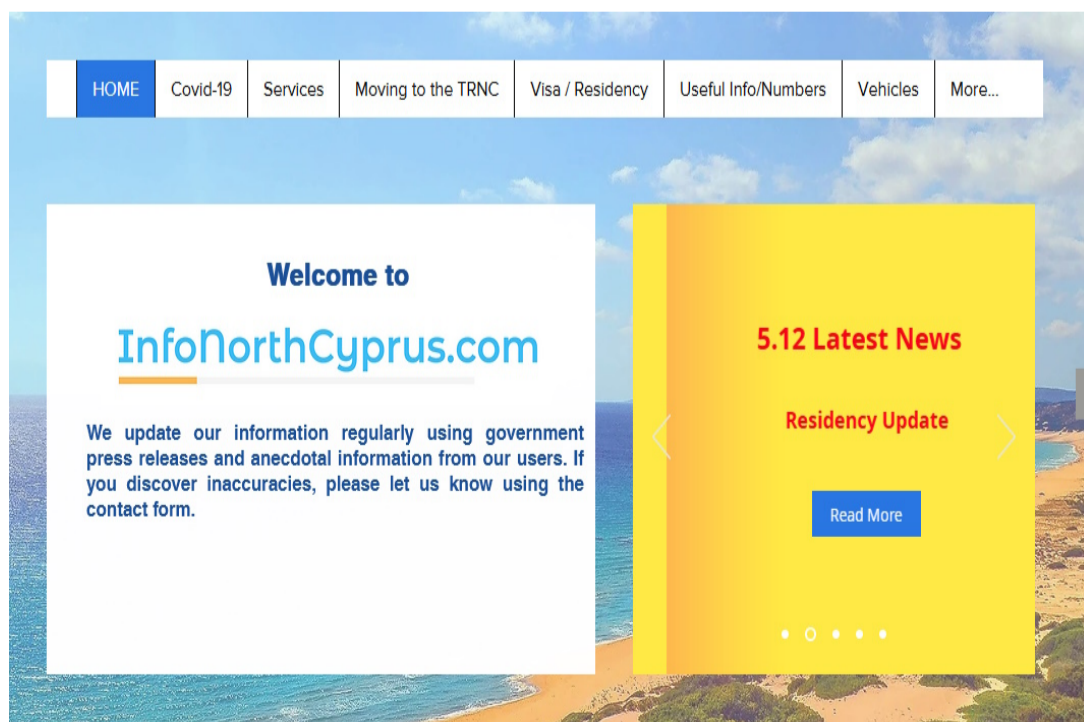 HOME Covid-19 Services Moving to the TRNC Visa / Residency Useful Info/Numbers Vehicles More...
Welcome to
InfoNorthCyprus.com
We update our information regularly using government
press releases and anecdotal information from our users. If
you discover inaccuracies, please let us know using the
contact form.
5.12 Latest News
Residency Update
Read More